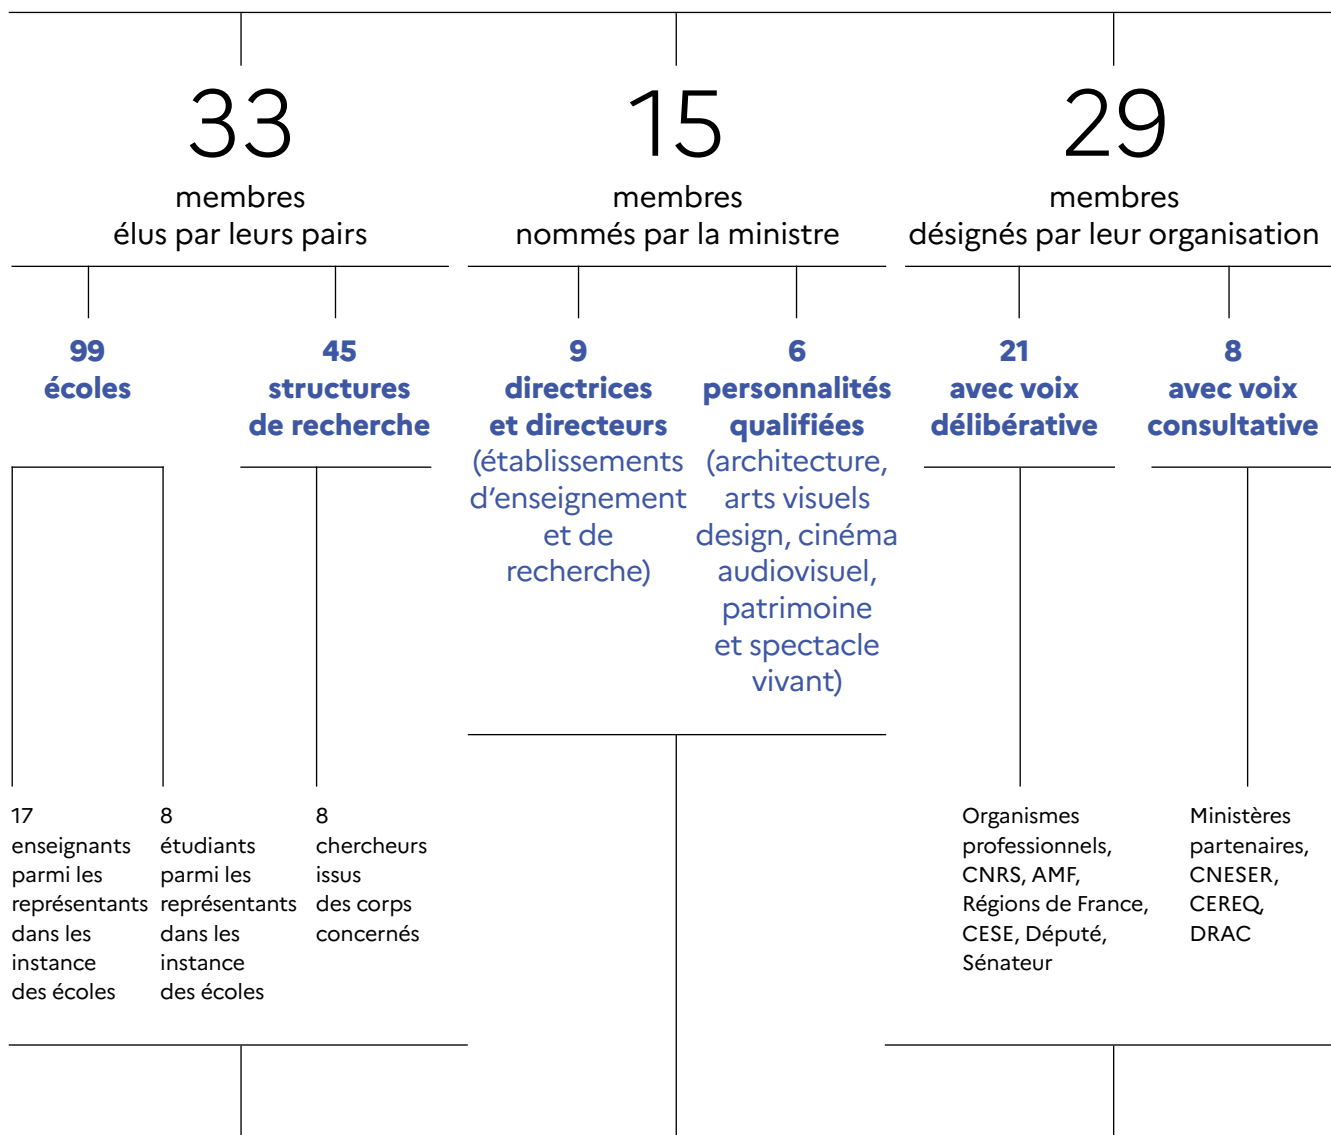 33
membres
élus par leurs pairs
99
écoles
17
enseignants
parmi les
représentants
dans les
instance
des écoles
8
étudiants
parmi les
représentants
dans les
instance
des écoles
45
structures
de recherche
8
chercheurs
issus
des corps
concernés
15
membres
nommés par la ministre
9
directrices
et directeurs
(établissements
d’enseignement
et de
recherche)
6
personnalités
qualifiées
(architecture,
arts visuels
design, cinéma
audiovisuel,
patrimoine
et spectacle
vivant)
29
membres
désignés par leur organisation
21
avec voix
délibérative
Organismes
professionnels,
CNRS, AMF,
Régions de France,
CESE, Député,
Sénateur
8
avec voix
consultative
Ministères
partenaires,
CNESER,
CEREQ,
DRAC